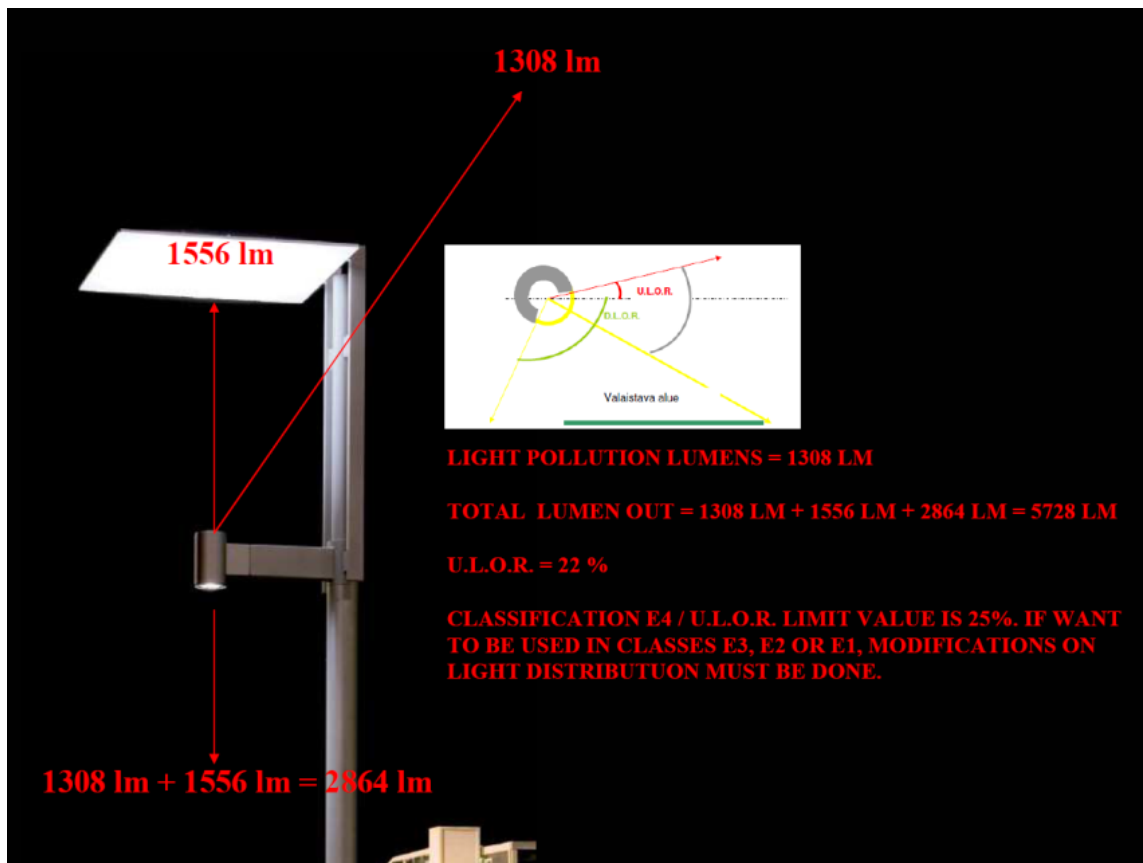 1308 lm
1556 lm
U.L.O.R.
D.L.O.R.
Valaistava alue
LIGHT POLLUTION LUMENS = 1308 LM
TOTAL LUMEN OUT = 1308 LM + 1556 LM + 2864 LM = 5728 LM
U.L.O.R. = 22 %
CLASSIFICATION E4 / U.L.O.R. LIMIT VALUE IS 25%. IF WANT
TO BE USED IN CLASSES E3, E2 OR E1, MODIFICATIONS ON
LIGHT DISTRIBUTUON MUST BE DONE.
1308 lm + 1556 lm = 2864 lm